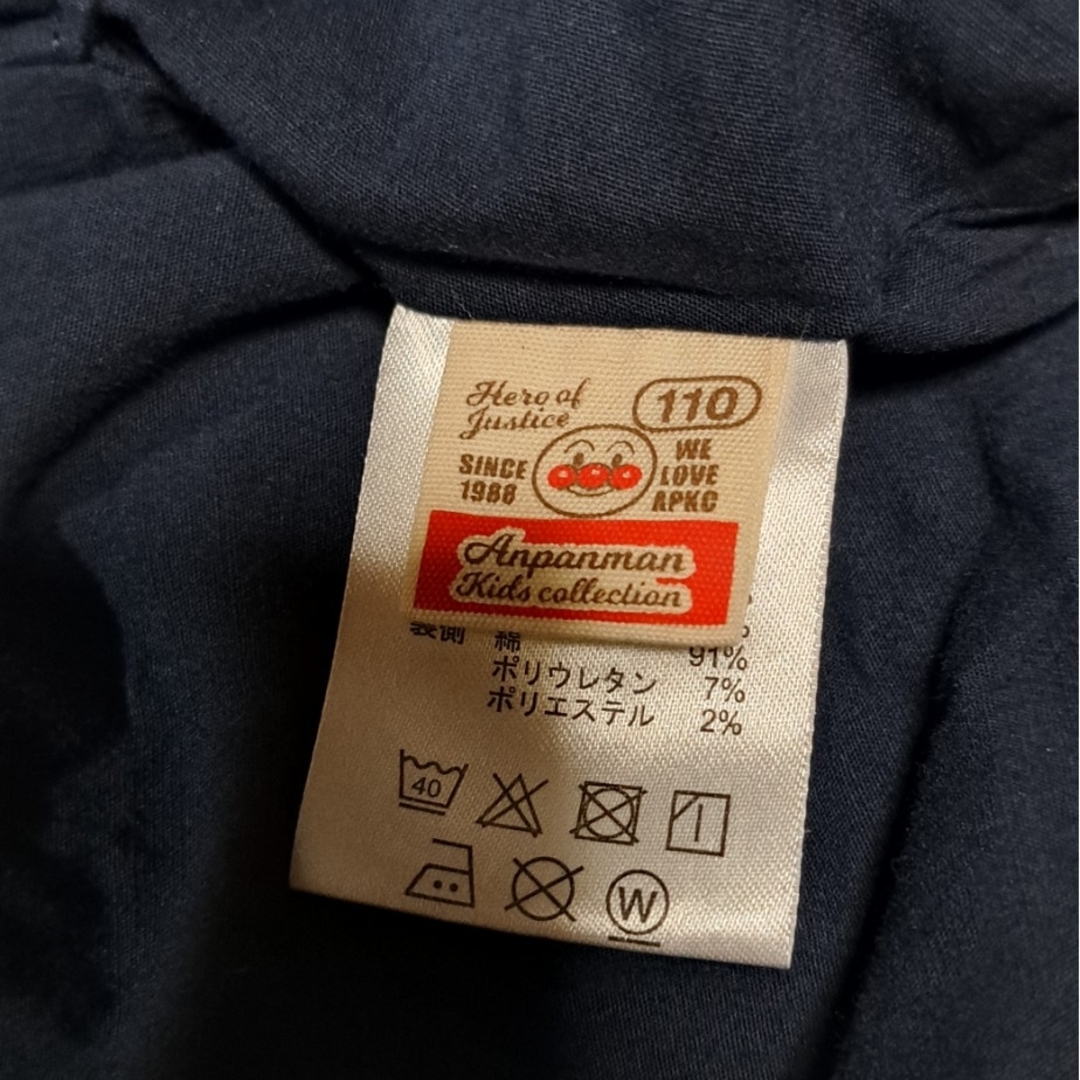 Hero of
Justice
110
SINCE
1988
WE
LOVE
APKC
Anpanman
Kids collection
綿 91%
ポリウレタン 7%
ポリエステル 2%
40
W